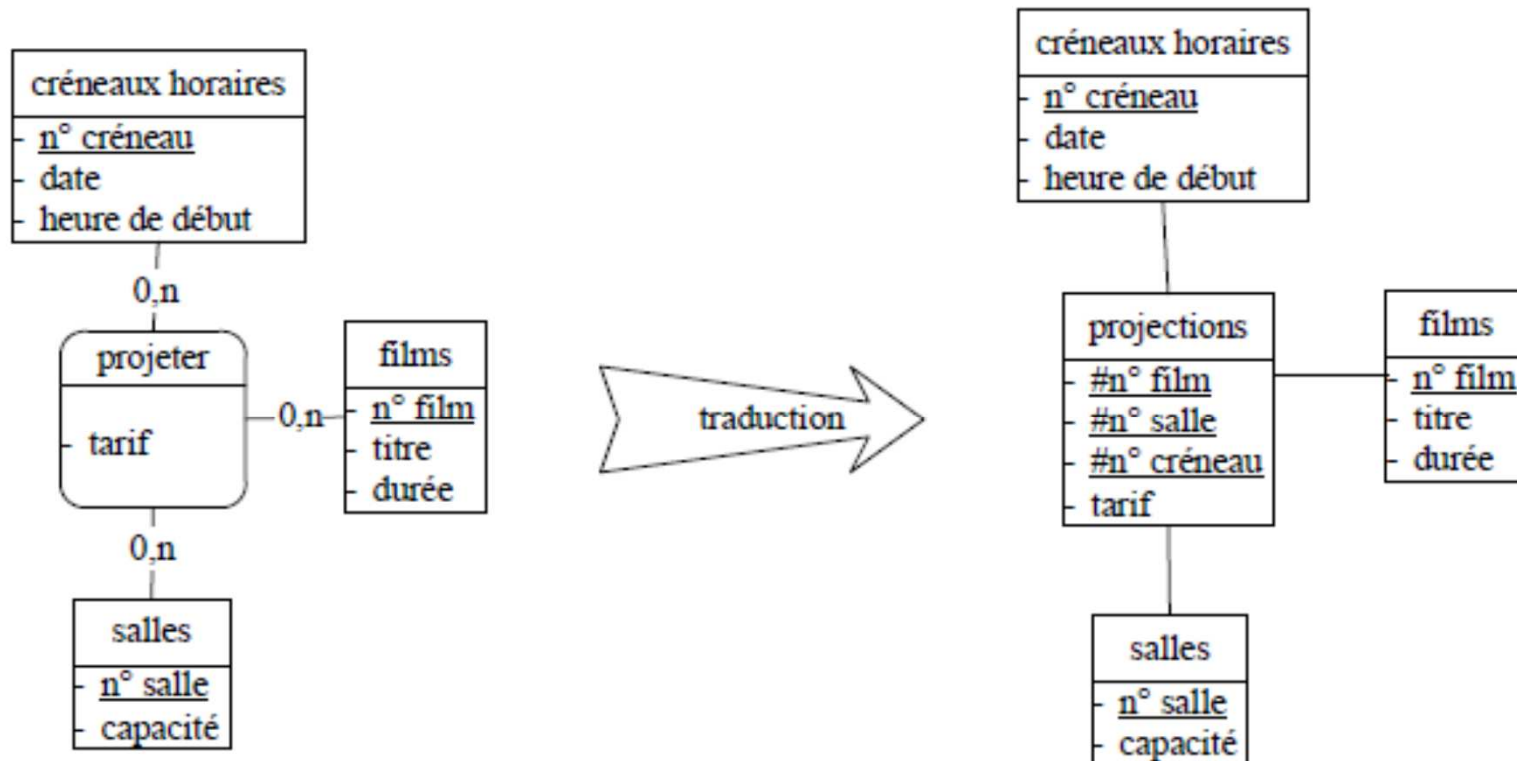 créneaux horaires
- n° créneau
- date
- heure de début
0,n
projeter
- tarif
0,n
films
- n° film
- titre
- durée
0,n
salles
- n° salle
- capacité
traduction
créneaux horaires
- n° créneau
- date
- heure de début
projections
- #n° film
- #n° salle
- #n° créneau
- tarif
films
- n° film
- titre
- durée
salles
- n° salle
- capacité